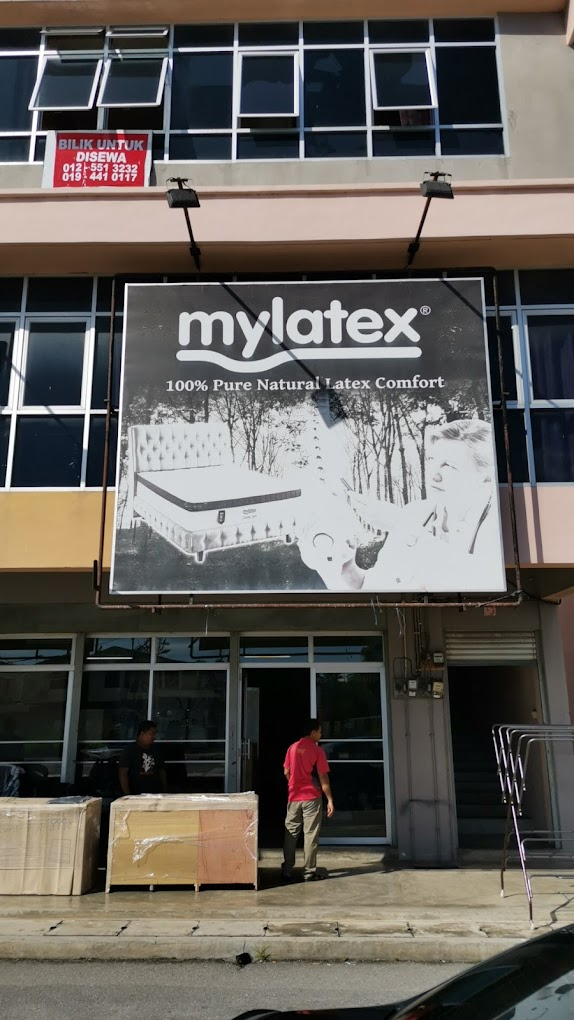 BILIK UNTUK
DISEWA
012-551 3232
019-441 0117
mylatex®
100% Pure Natural Latex Comfort